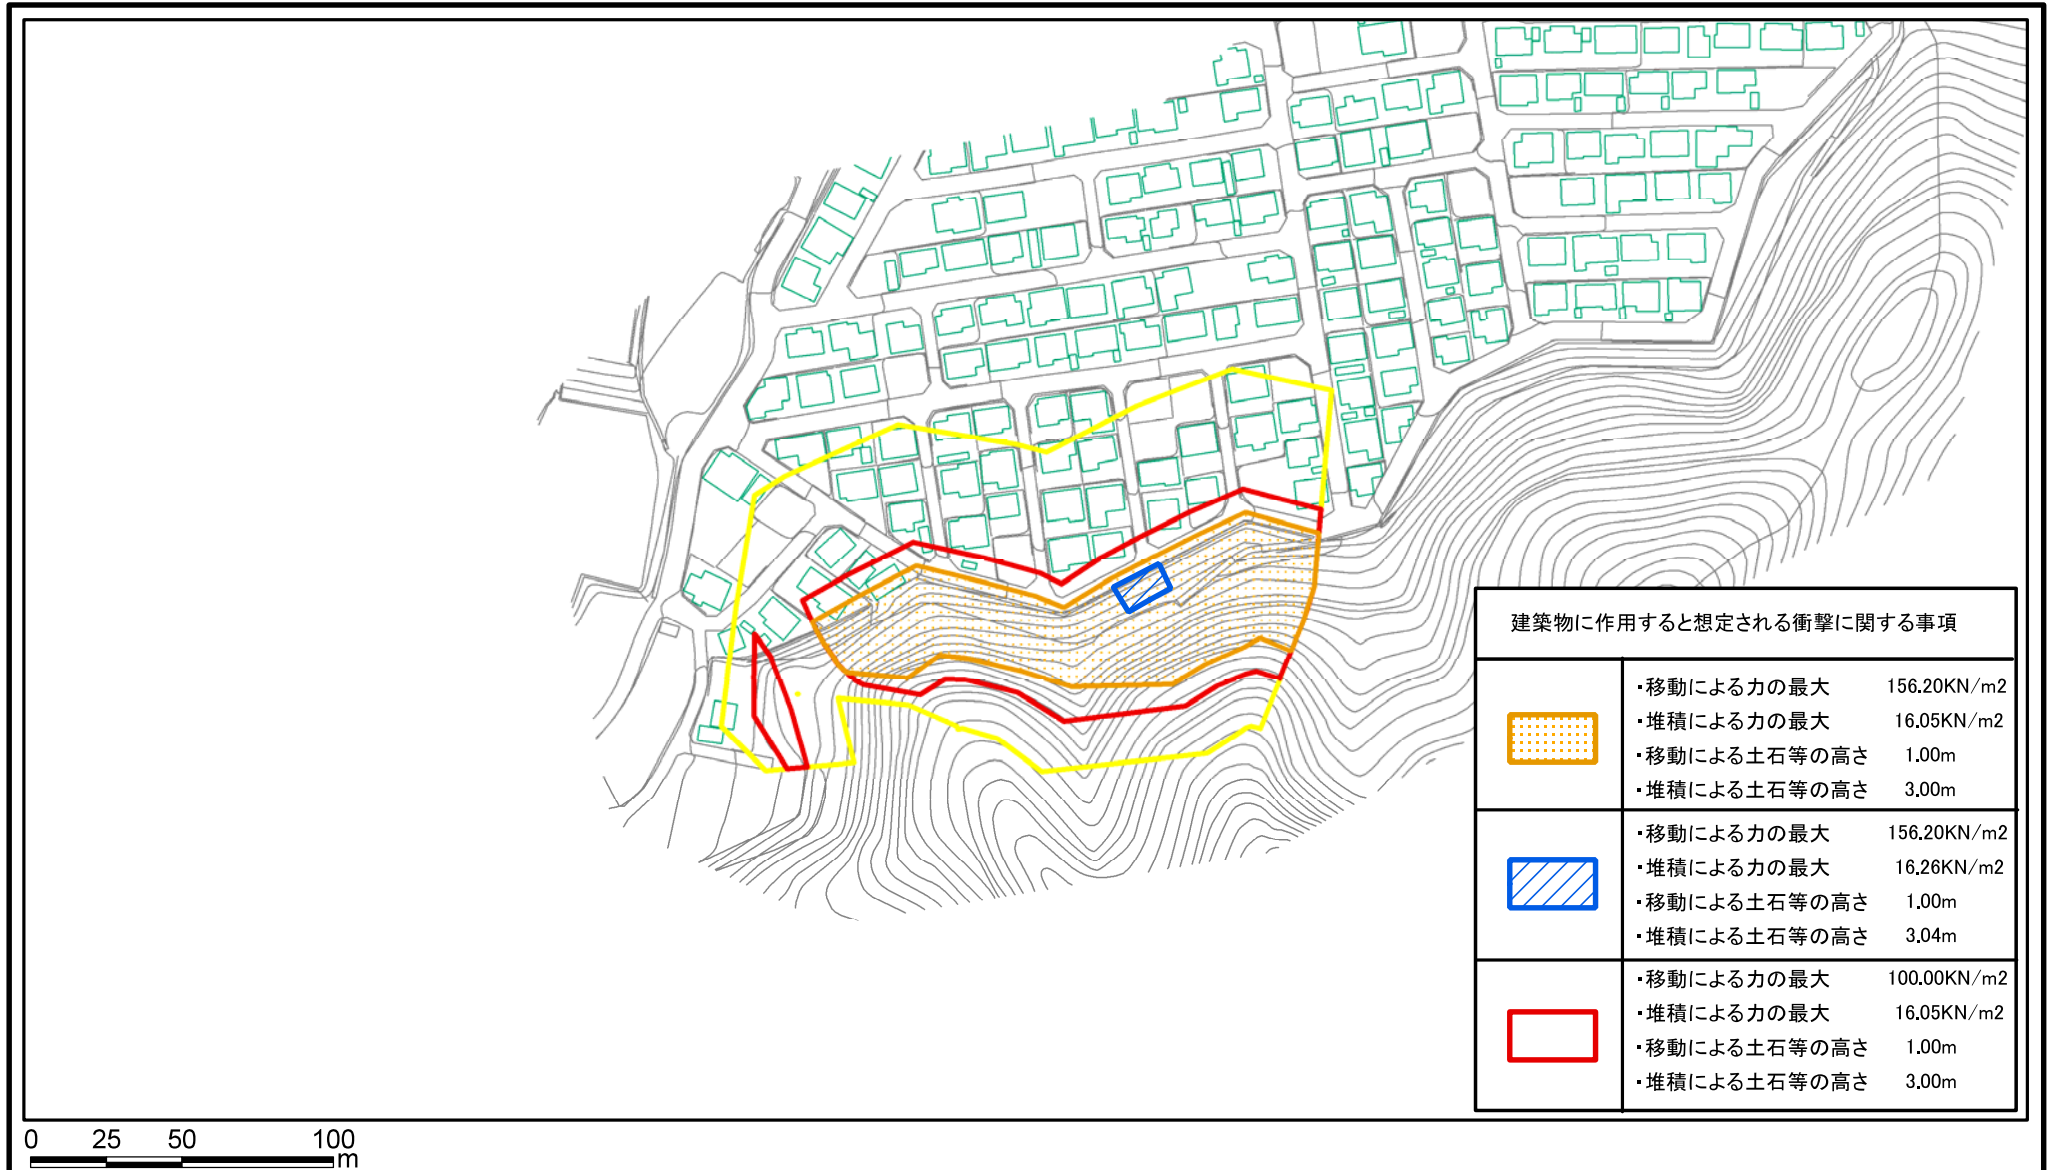 建築物に作用すると想定される衝撃に関する事項
・移動による力の最大 156.20KN/m2
・堆積による力の最大 16.05KN/m2
・移動による土石等の高さ 1.00m
・堆積による土石等の高さ 3.00m
・移動による力の最大 156.20KN/m2
・堆積による力の最大 16.26KN/m2
・移動による土石等の高さ 1.00m
・堆積による土石等の高さ 3.04m
・移動による力の最大 100.00KN/m2
・堆積による力の最大 16.05KN/m2
・移動による土石等の高さ 1.00m
・堆積による土石等の高さ 3.00m
0 25 50 100
m